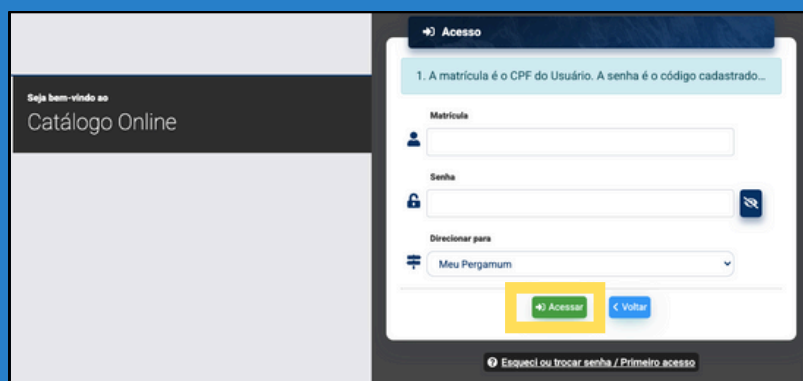 Seja bem-vindo ao
Catálogo Online
Acesso
1. A matrícula é o CPF do Usuário. A senha é o código cadastrado...
Matrícula
Senha
Direcionar para
Meu Pergamum
Acessar
Voltar
Esqueci ou trocar senha / Primeiro acesso